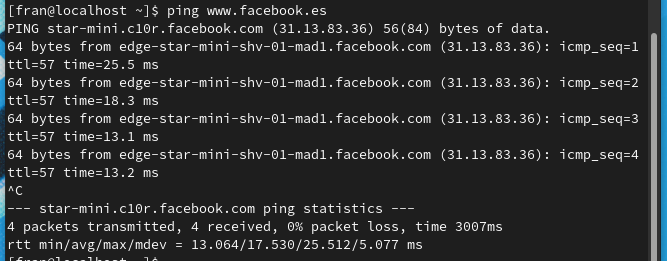 [fran@localhost ~]$ ping www.facebook.es
PING star-mini.c10r.facebook.com (31.13.83.36) 56(84) bytes of data.
64 bytes from edge-star-mini-shv-01-mad1.facebook.com (31.13.83.36): icmp_seq=1
ttl=57 time=25.5 ms
64 bytes from edge-star-mini-shv-01-mad1.facebook.com (31.13.83.36): icmp_seq=2
ttl=57 time=18.3 ms
64 bytes from edge-star-mini-shv-01-mad1.facebook.com (31.13.83.36): icmp_seq=3
ttl=57 time=13.1 ms
64 bytes from edge-star-mini-shv-01-mad1.facebook.com (31.13.83.36): icmp_seq=4
ttl=57 time=13.2 ms
^C
--- star-mini.c10r.facebook.com ping statistics ---
4 packets transmitted, 4 received, 0% packet loss, time 3007ms
rtt min/avg/max/mdev = 13.064/17.530/25.512/5.077 ms